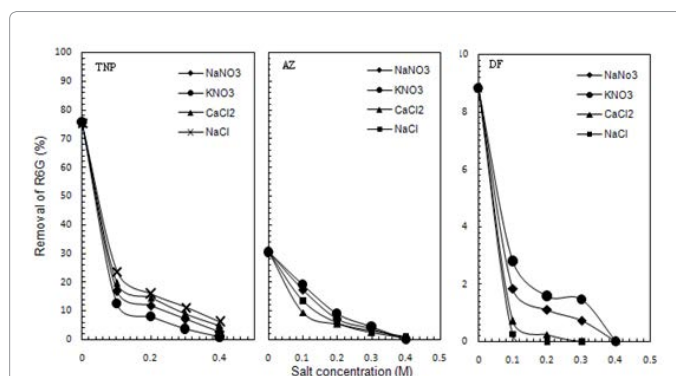 100
90
80
70
60
50
40
30
20
10
0
Removal of R6G (%)
TNP
NaNO3
KNO3
CaCl2
NaCl
0 0.1 0.2 0.3 0.4 0.5
AZ
NaNO3
KNO3
CaCl2
NaCl
0 0.1 0.2 0.3 0.4 0.5
Salt concentration (M)
10
8
6
4
2
0
DF
NaNo3
KNO3
CaCl2
NaCl
0 0.1 0.2 0.3 0.4 0.5